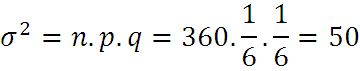 σ² = n.p.q = 360.1/6.1/6 = 50